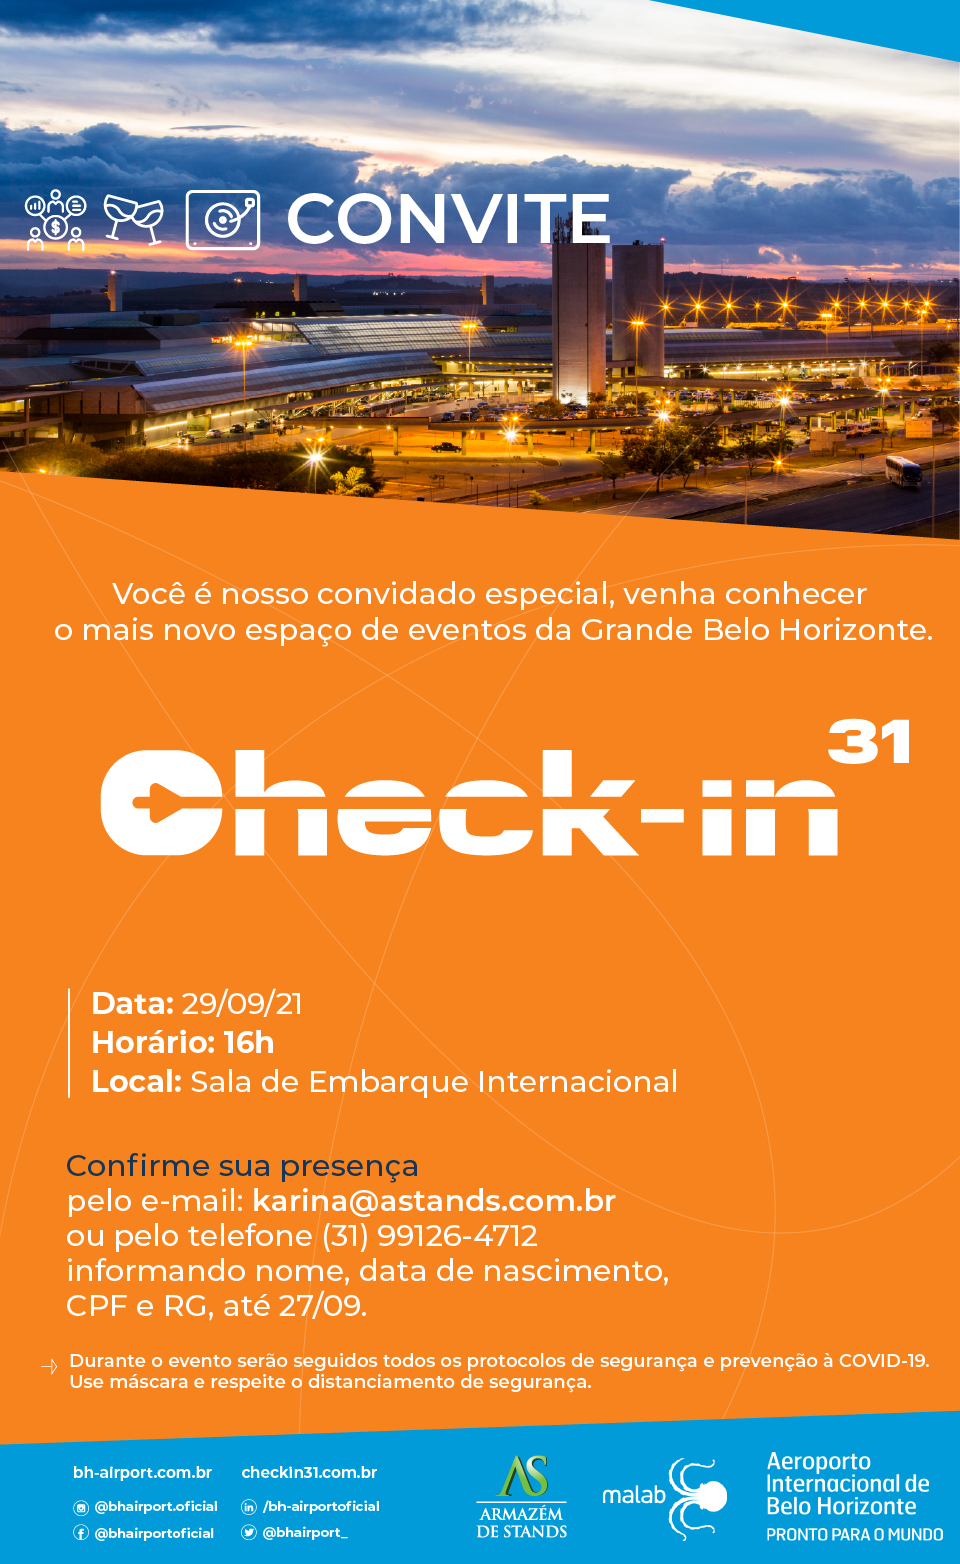 CONVITE
Você é nosso convidado especial, venha conhecer
o mais novo espaço de eventos da Grande Belo Horizonte.
Check-in 31
Data: 29/09/21
Horário: 16h
Local: Sala de Embarque Internacional
Confirme sua presença
pelo e-mail: karina@astands.com.br
ou pelo telefone (31) 99126-4712
informando nome, data de nascimento,
CPF e RG, até 27/09.
Durante o evento serão seguidos todos os protocolos de segurança e prevenção à COVID-19.
Use máscara e respeite o distanciamento de segurança.
bh-airport.com.br
@bhairport.oficial
@bhairportoficial
checkin31.com.br
/bh-airportoficial
@bhairport_
AS
ARMAZÉM
DE STANDS
malab
Aeroporto
Internacional de
Belo Horizonte
PRONTO PARA O MUNDO